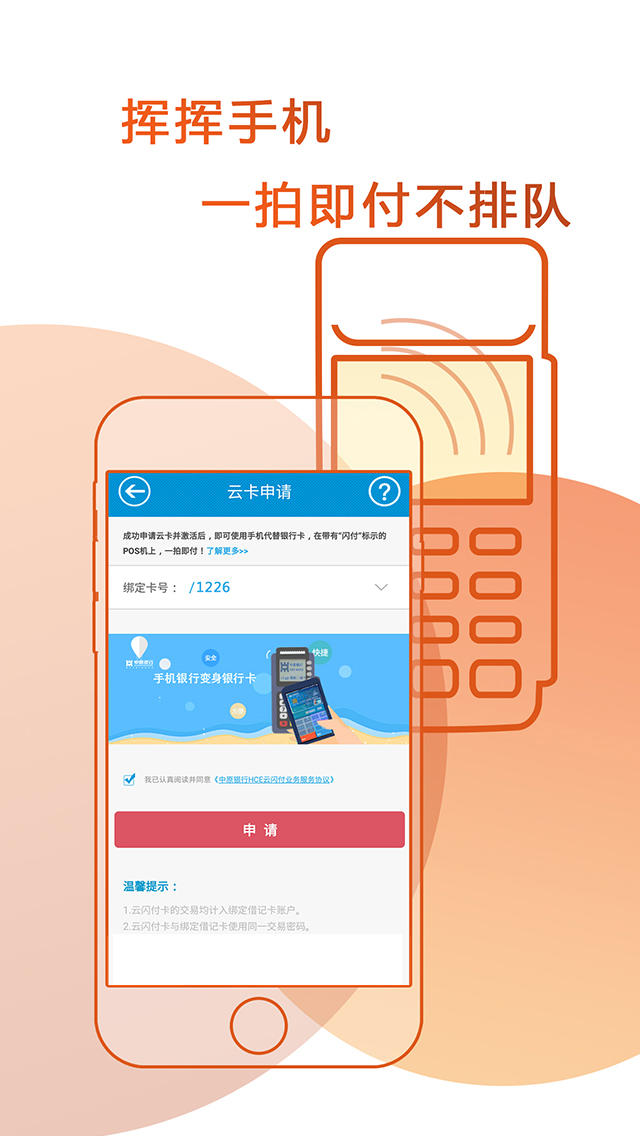 挥挥手机
一拍即付不排队
云卡申请
?
成功申请云卡并激活后，即可使用手机代替银行卡，在带有“闪付”标示的
POS机上，一拍即付！了解更多>>
绑定卡号： /1226
中原银行
安全
快捷
手机银行变身银行卡
我已认真阅读并同意《中原银行HCE云闪付业务服务协议》
申 请
温馨提示：
1.云闪付卡的交易均计入绑定借记卡账户。
2.云闪付卡与绑定借记卡使用同一交易密码。